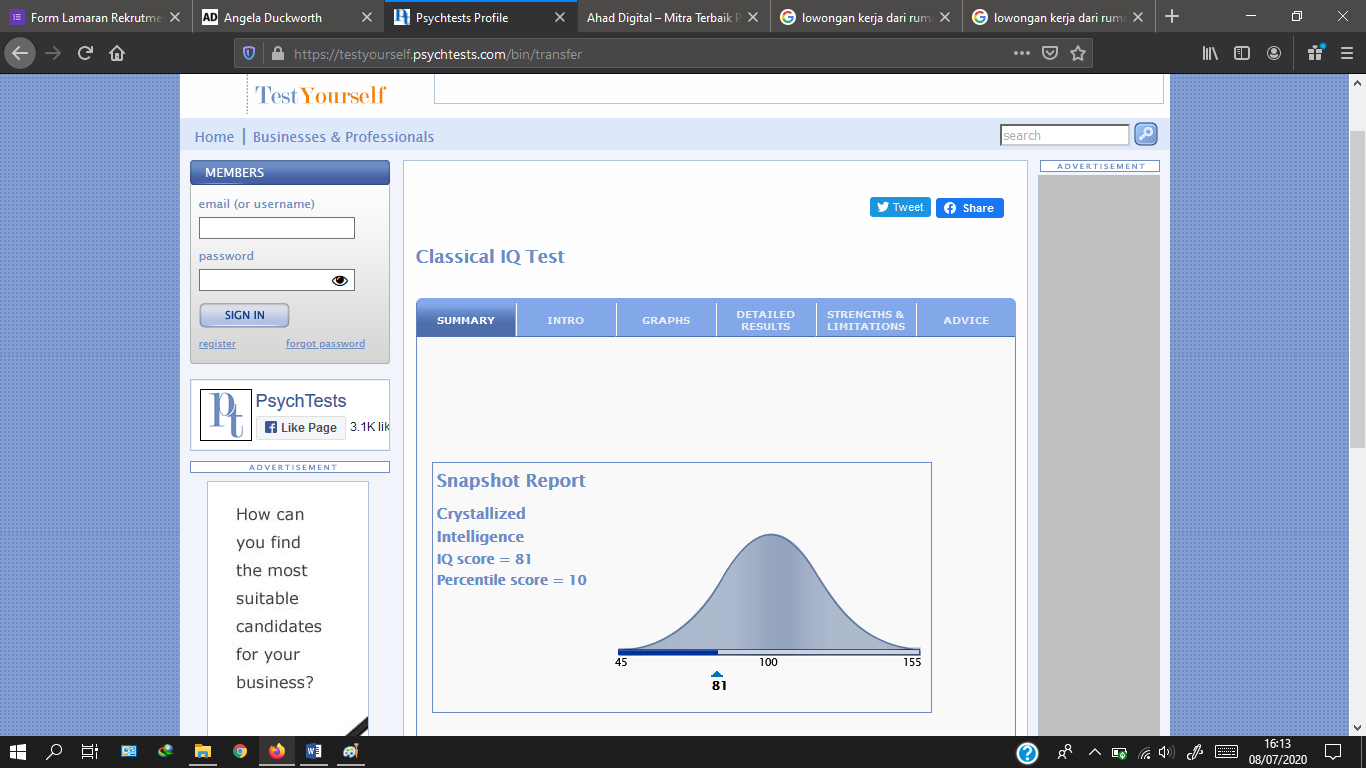 Form Lamaran Rekrutme
Angela Duckworth
Psychtests Profile
Ahad Digital – Mitra Terbaik P
lowongan kerja dari rum
lowongan kerja dari rum
https://testyourself.psychtests.com/bin/transfer
TestYourself
Home | Businesses & Professionals
search
MEMBERS
email (or username)
password
SIGN IN
register
forgot password
PsychTests
Like Page
3.1K lik
ADVERTISEMENT
How can
you find
the most
suitable
candidates
for your
business?
Tweet
Share
Classical IQ Test
SUMMARY
INTRO
GRAPHS
DETAILED
RESULTS
STRENGTHS &
LIMITATIONS
ADVICE
Snapshot Report
Crystallized
Intelligence
IQ score = 81
Percentile score = 10
45
100
155
81
ADVERTISEMENT
16:13
08/07/2020